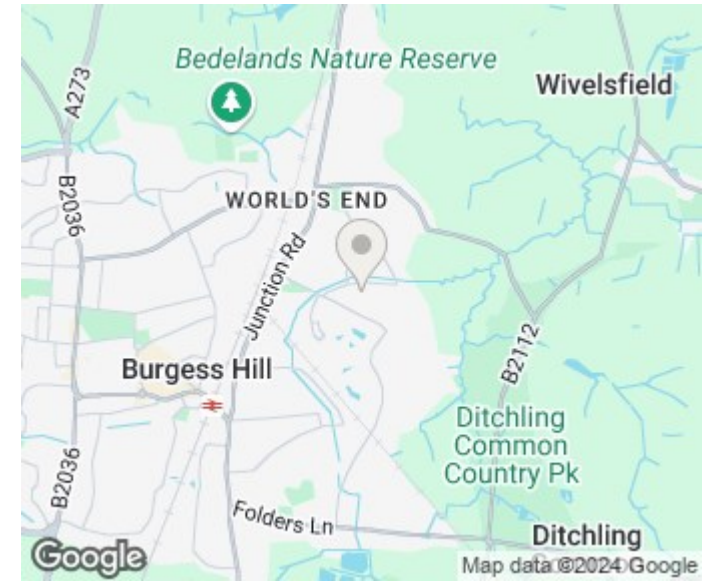 Bedelands Nature Reserve
Wivelsfield
A273
B2036
WORLD'S END
Junction Rd
B2112
Burgess Hill
Ditchling
Common
Country Pk
B2036
Folders Ln
Ditchling
Google
Map data ©2024 Google